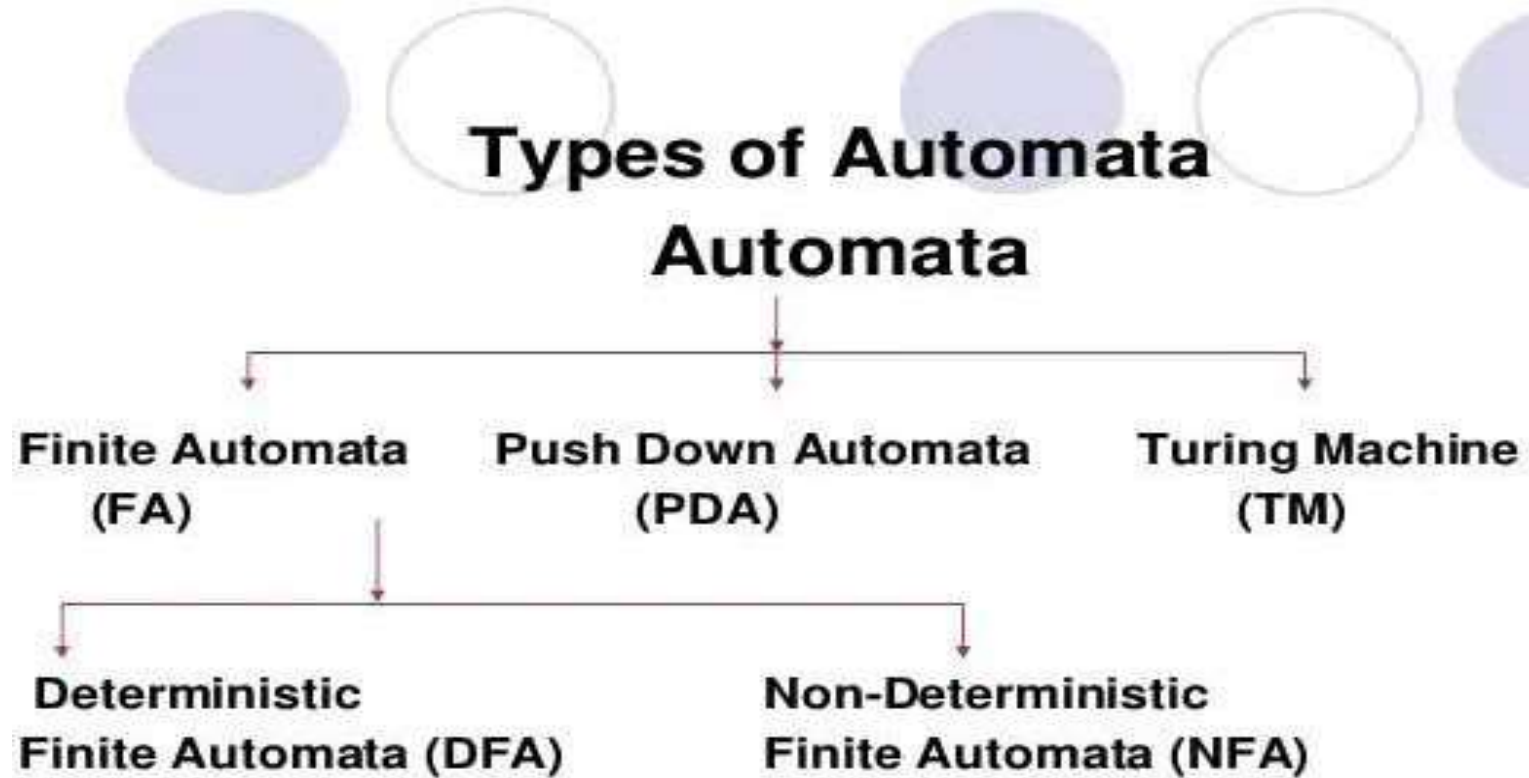 Types of Automata
Automata
Finite Automata
(FA)
Push Down Automata
(PDA)
Turing Machine
(TM)
Deterministic
Finite Automata (DFA)
Non-Deterministic
Finite Automata (NFA)